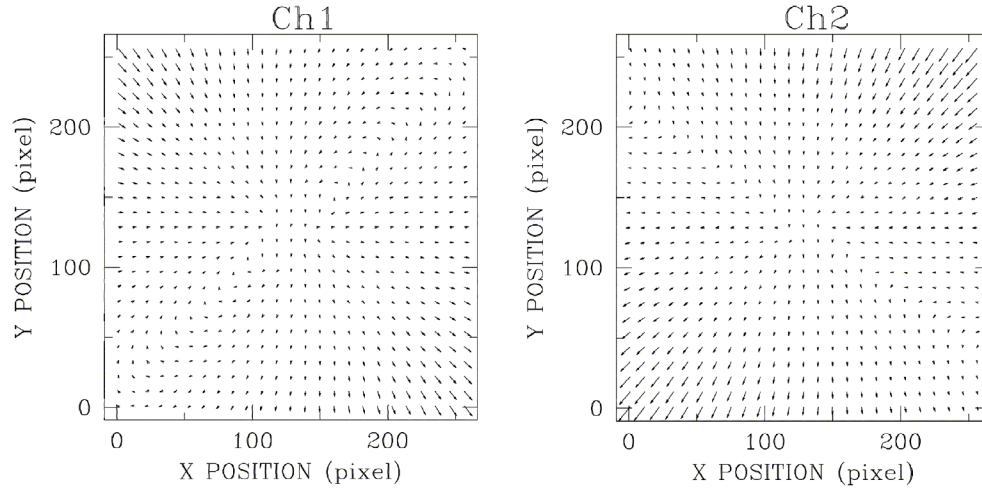 Ch1
Y POSITION (pixel)
200
100
0
0
100
200
X POSITION (pixel)
Ch2
Y POSITION (pixel)
200
100
0
0
100
200
X POSITION (pixel)